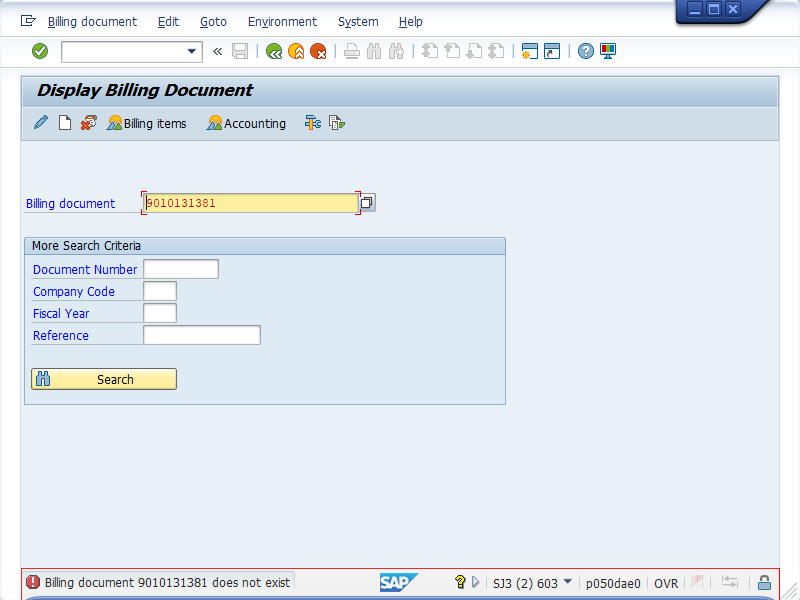 Billing document Edit Goto Environment System Help
Display Billing Document
Billing items Accounting
Billing document 9010131381
More Search Criteria
Document Number
Company Code
Fiscal Year
Reference
Search
Billing document 9010131381 does not exist SAP SJ3 (2) 603 p050dae0 OVR